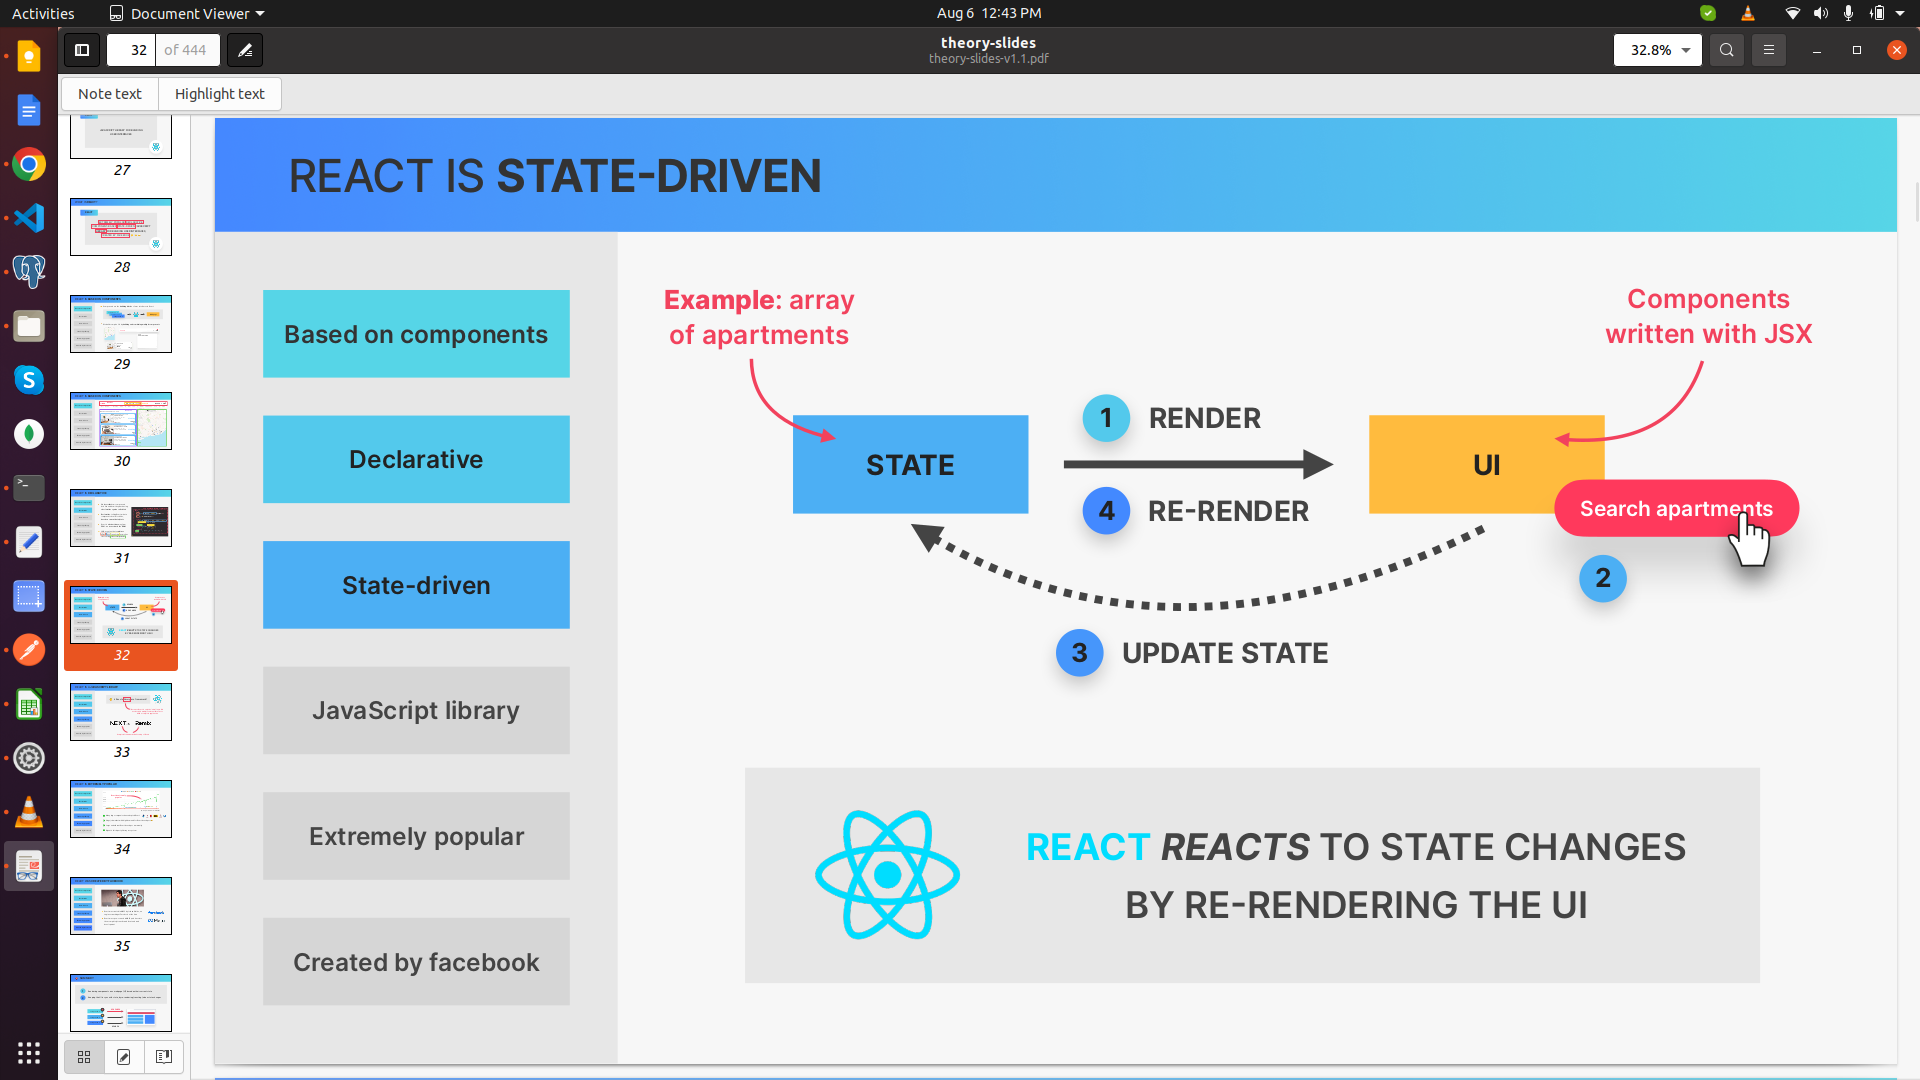 Activities
Document Viewer
Aug 6 12:43 PM
32
of 444
theory-slides
theory-slides-v1.1.pdf
32.8%
Note text
Highlight text
27
28
29
30
31
32
33
34
35
REACT IS STATE-DRIVEN
Based on components
Declarative
State-driven
JavaScript library
Extremely popular
Created by facebook
Example: array
of apartments
Components
written with JSX
1 RENDER
STATE
UI
4 RE-RENDER
Search apartments
2
3 UPDATE STATE
REACT REACTS TO STATE CHANGES
BY RE-RENDERING THE UI